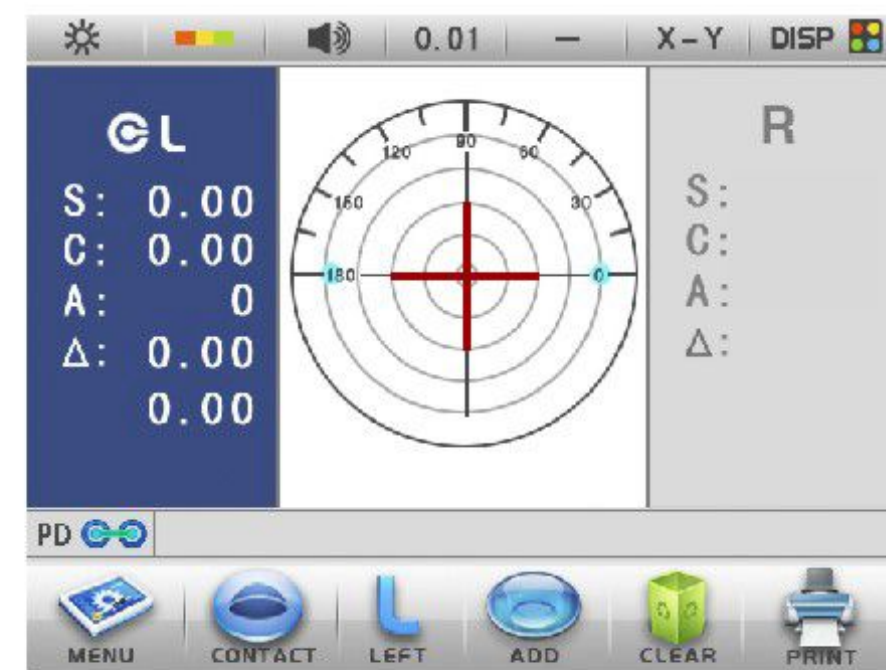 0.01 — X-Y DISP
L
S: 0.00
C: 0.00
A: 0
Δ: 0.00
0.00
90
120 60
150 30
180 0
R
S:
C:
A:
Δ:
PD
MENU CONTACT LEFT ADD CLEAR PRINT